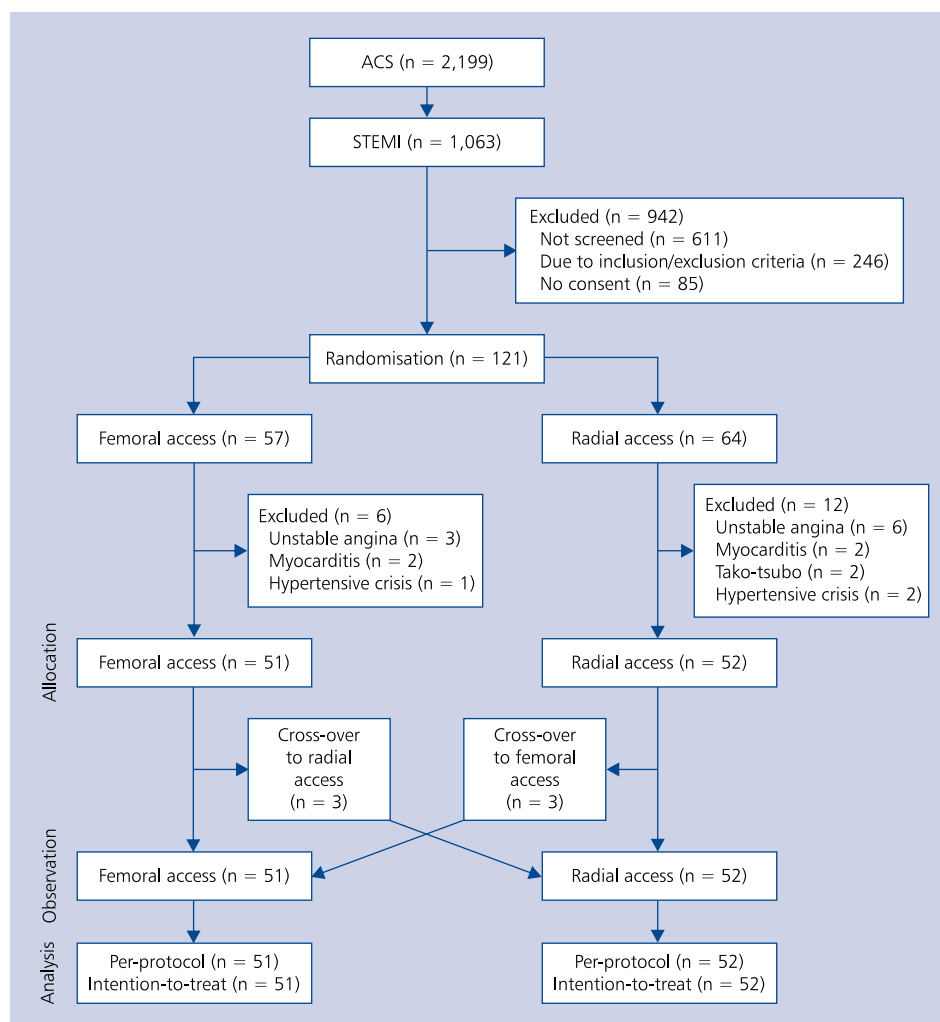 ACS (n = 2,199)
STEMI (n = 1,063)
Excluded (n = 942)
Not screened (n = 611)
Due to inclusion/exclusion criteria (n = 246)
No consent (n = 85)
Randomisation (n = 121)
Femoral access (n = 57)
Radial access (n = 64)
Excluded (n = 6)
Unstable angina (n = 3)
Myocarditis (n = 2)
Hypertensive crisis (n = 1)
Excluded (n = 12)
Unstable angina (n = 6)
Myocarditis (n = 2)
Tako-tsubo (n = 2)
Hypertensive crisis (n = 2)
Allocation
Femoral access (n = 51)
Radial access (n = 52)
Cross-over
to radial
access
(n = 3)
Cross-over
to femoral
access
(n = 3)
Observation
Femoral access (n = 51)
Radial access (n = 52)
Analysis
Per-protocol (n = 51)
Intention-to-treat (n = 51)
Per-protocol (n = 52)
Intention-to-treat (n = 52)